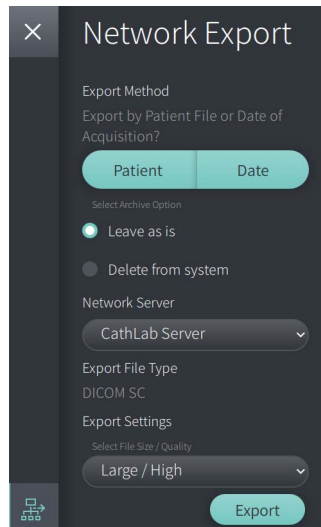 Network Export
Export Method
Export by Patient File or Date of
Acquisition?
Patient Date
Select Archive Option
Leave as is
Delete from system
Network Server
CathLab Server
Export File Type
DICOM SC
Export Settings
Select File Size / Quality
Large / High
Export